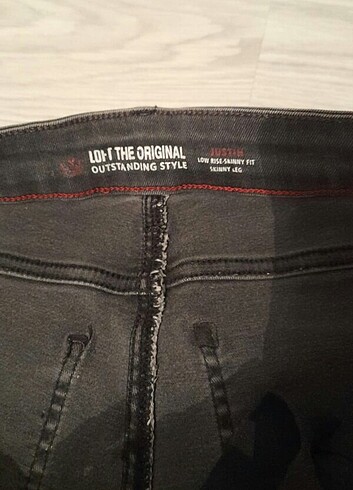 LOFT THE ORIGINAL
OUTSTANDING STYLE
JUSTIN
LOW RISE-SKINNY FIT
SKINNY LEG